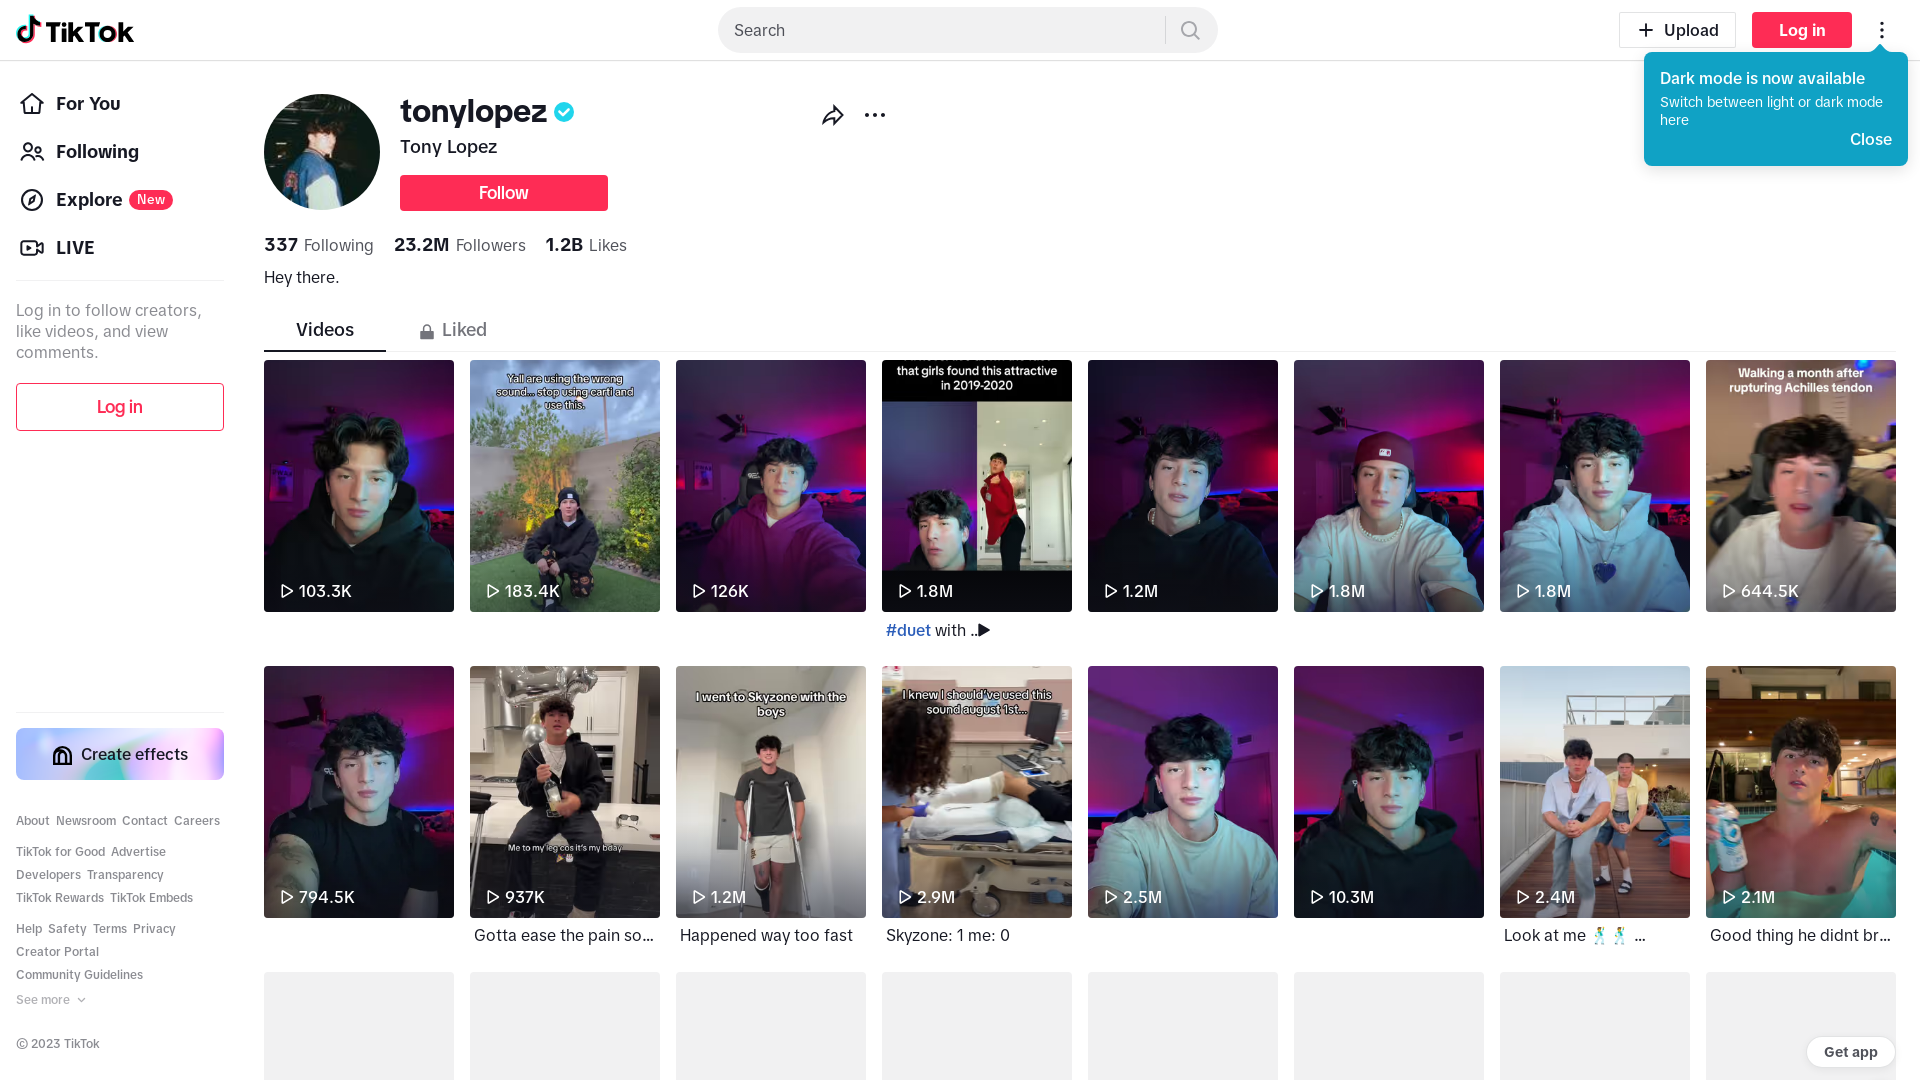 TikTok
Search
Upload
Log in
Dark mode is now available
Switch between light or dark mode
here
Close
For You
Following
Explore New
LIVE
Log in to follow creators,
like videos, and view
comments.
Log in
Create effects
About Newsroom Contact Careers
TikTok for Good Advertise
Developers Transparency
TikTok Rewards TikTok Embeds
Help Safety Terms Privacy
Creator Portal
Community Guidelines
See more
© 2023 TikTok
tonylopez
Tony Lopez
Follow
337 Following 23.2M Followers 1.2B Likes
Hey there.
Videos
Liked
103.3K
Yall are using the wrong
sound... stop using carti and
use this.
183.4K
126K
that girls found this attractive
in 2019-2020
1.8M
#duet with ...
1.2M
1.8M
1.8M
Walking a month after
rupturing Achilles tendon
644.5K
794.5K
Me to my leg cos it's my bday
🎉🎂
937K
Gotta ease the pain so...
I went to Skyzone with the
boys
1.2M
Happened way too fast
I knew I should've used this
sound august 1st...
2.9M
Skyzone: 1 me: 0
2.5M
10.3M
2.4M
Look at me 🕺🕺 ...
2.1M
Good thing he didnt br...
Get app